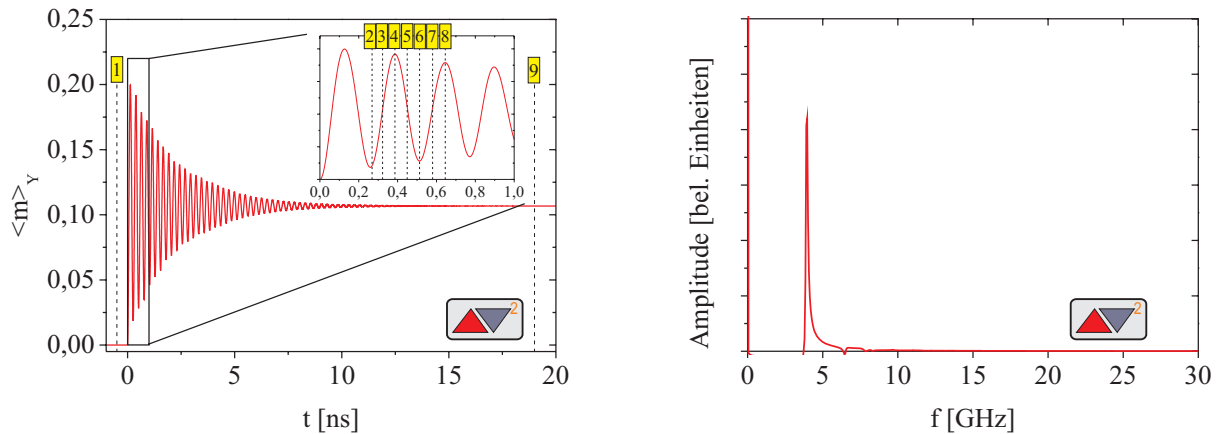 0,25
0,20
0,15
0,10
0,05
0,00
<m>Y
0 5 10 15 20
t [ns]
1
2 3 4 5 6 7 8
9
0,0 0,2 0,4 0,6 0,8 1,0
2
Amplitude [bel. Einheiten]
0 5 10 15 20 25 30
f [GHz]
2